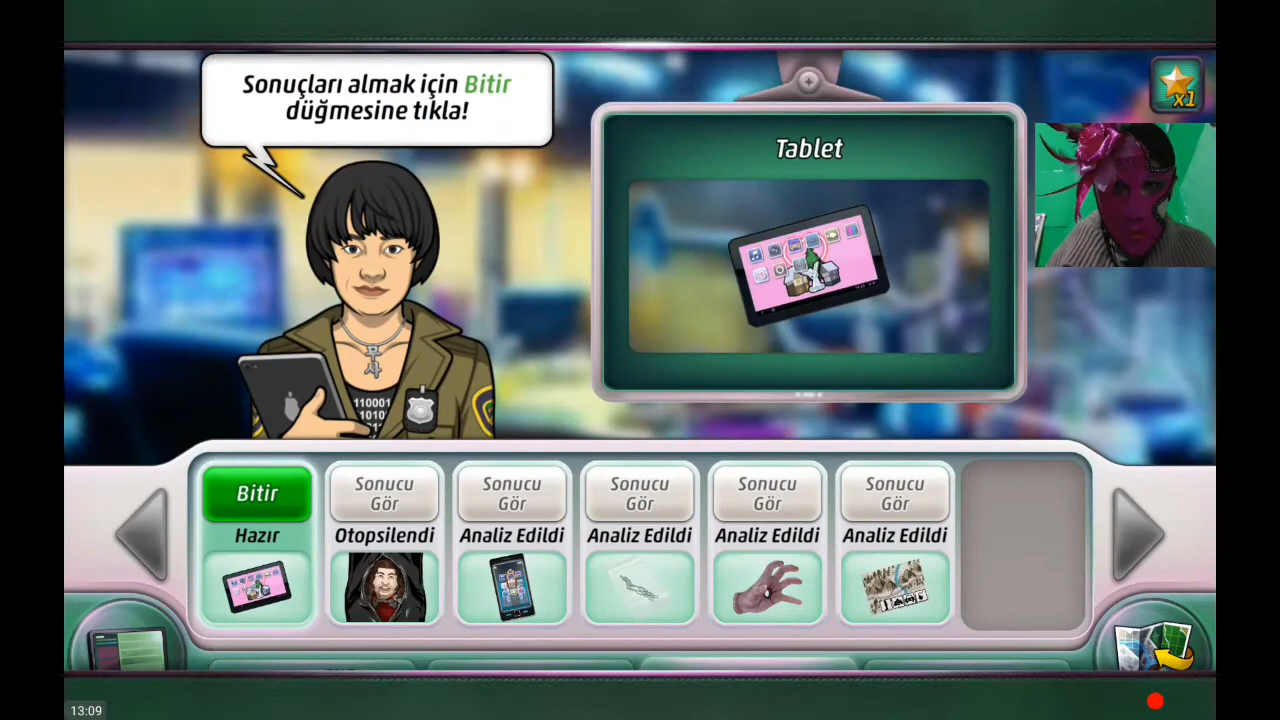 Sonuçları almak için Bitir
düğmesine tıkla!
x1
Tablet
110001
10101
Bitir
Hazır
Sonucu
Gör
Otopsilendi
Sonucu
Gör
Analiz Edildi
Sonucu
Gör
Analiz Edildi
Sonucu
Gör
Analiz Edildi
Sonucu
Gör
Analiz Edildi
13:09